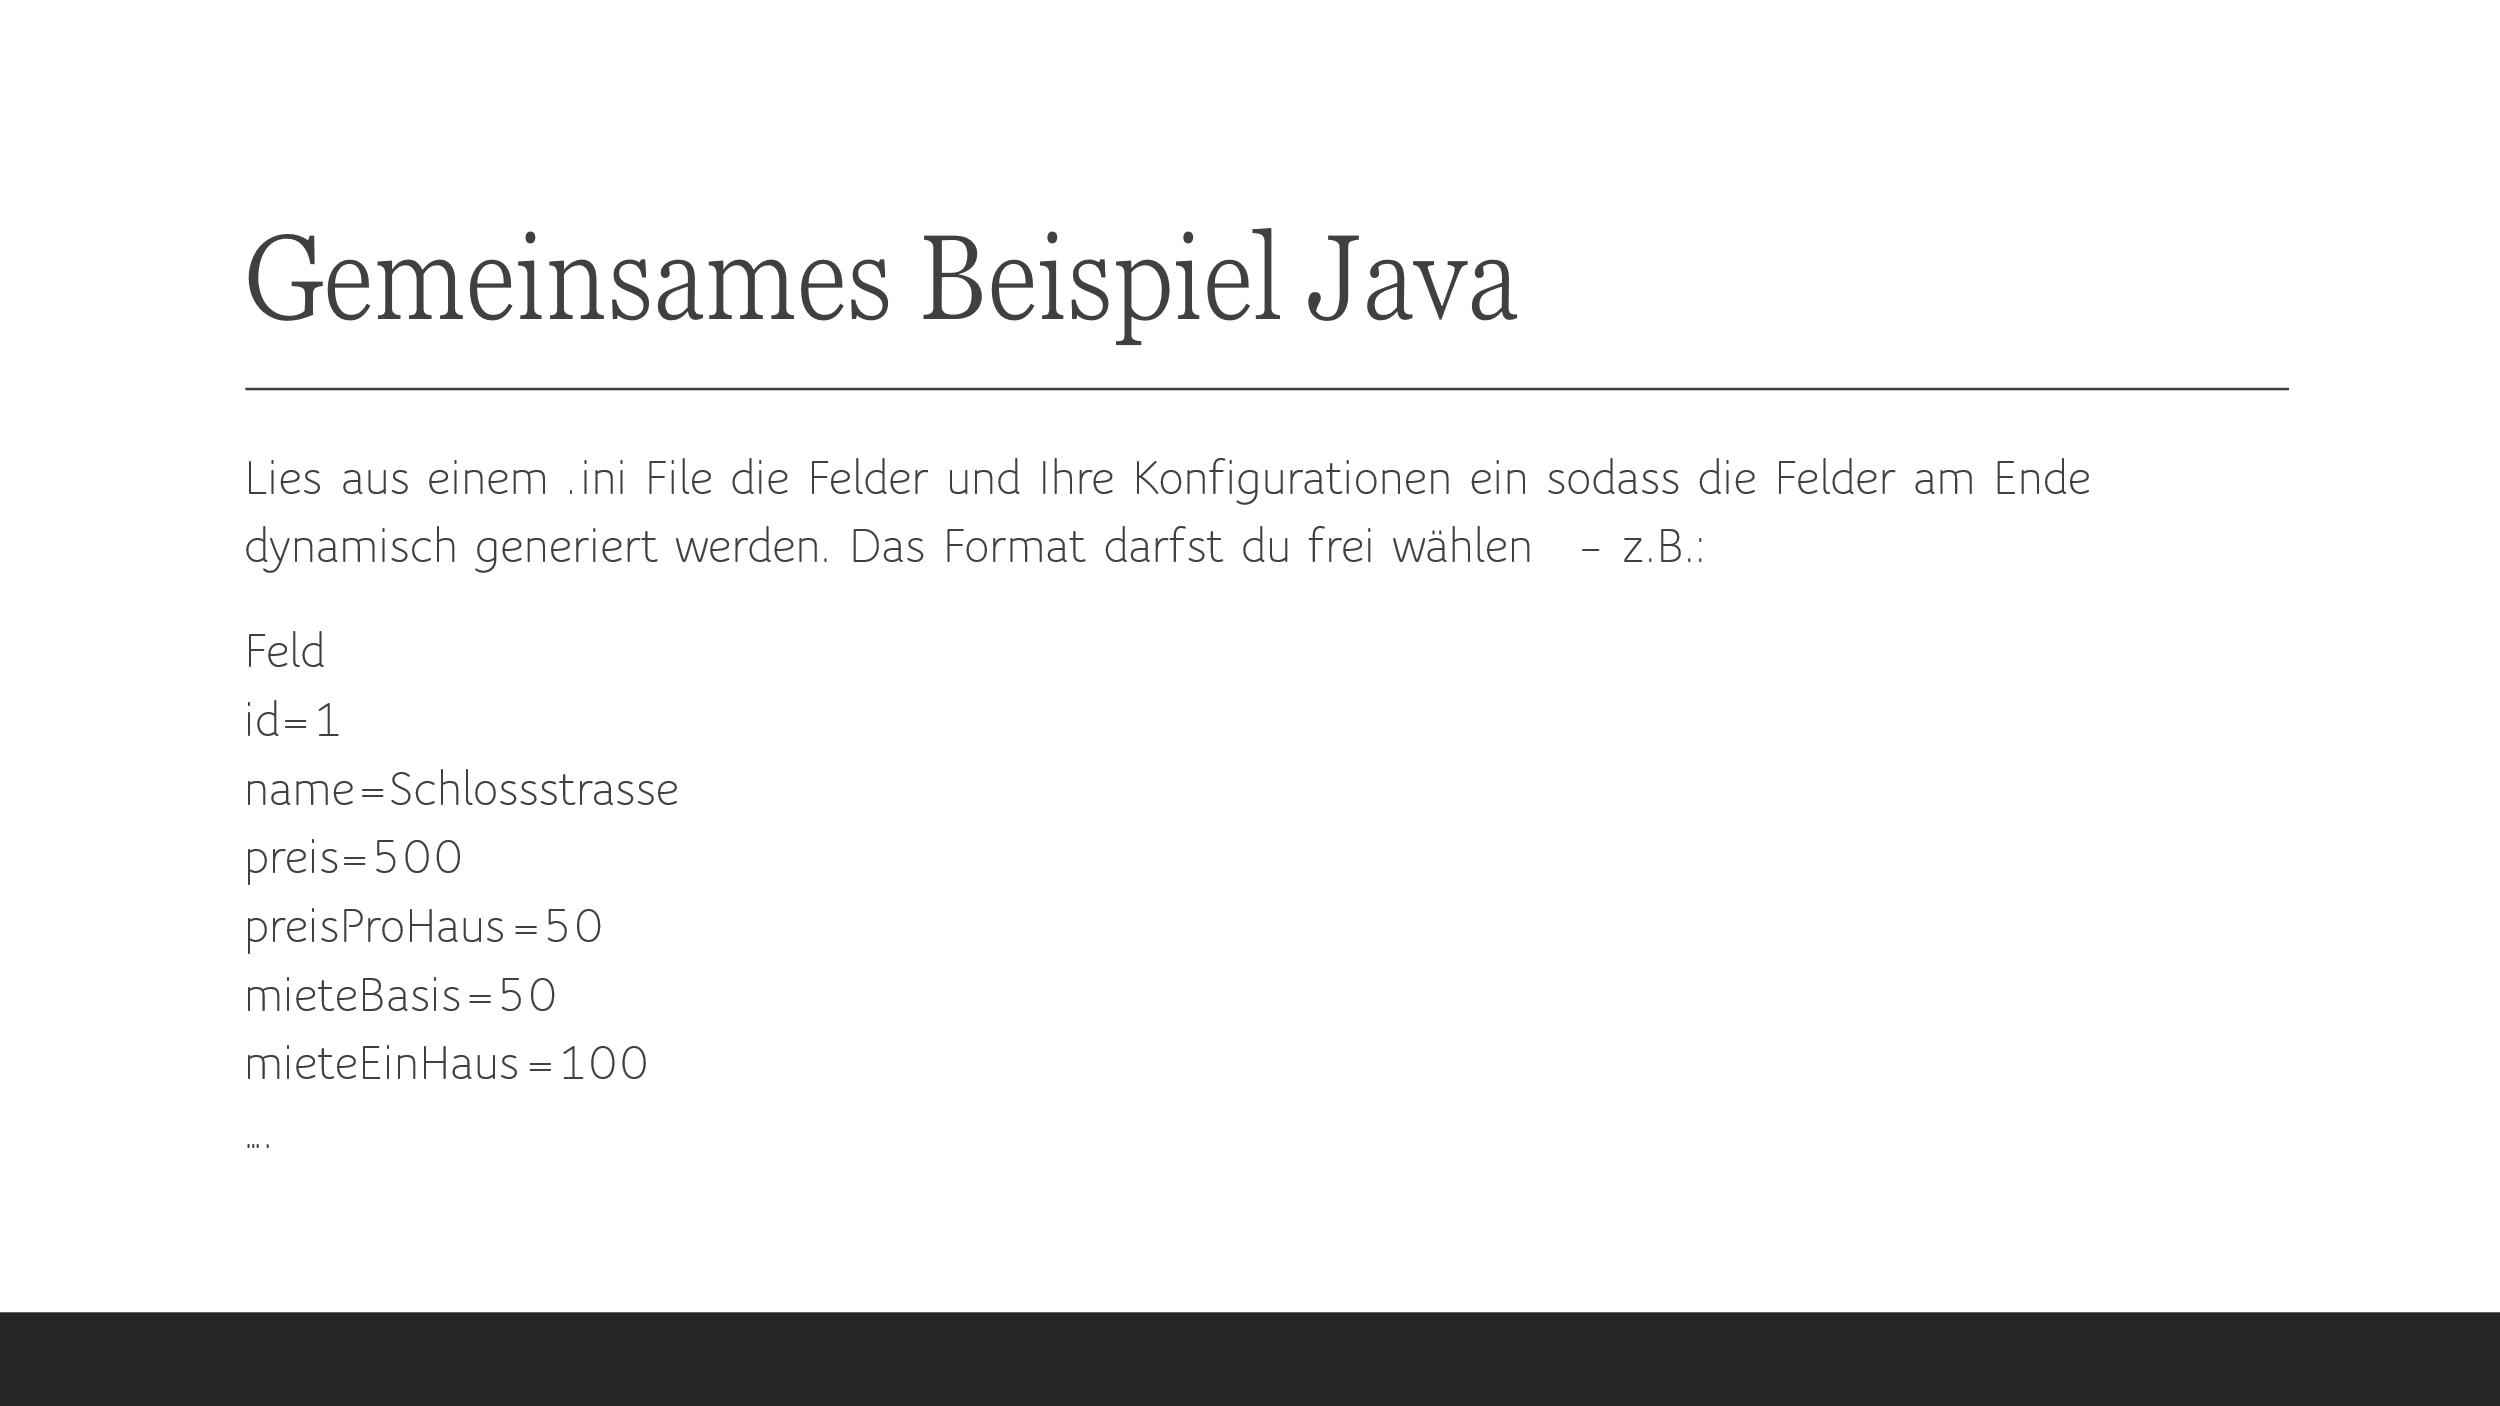 Gemeinsames Beispiel Java
Lies aus einem .ini File die Felder und Ihre Konfigurationen ein sodass die Felder am Ende
dynamisch generiert werden. Das Format darfst du frei wählen – z.B.:
Feld
id=1
name=Schlossstrasse
preis=500
preisProHaus=50
mieteBasis=50
mieteEinHaus=100
….